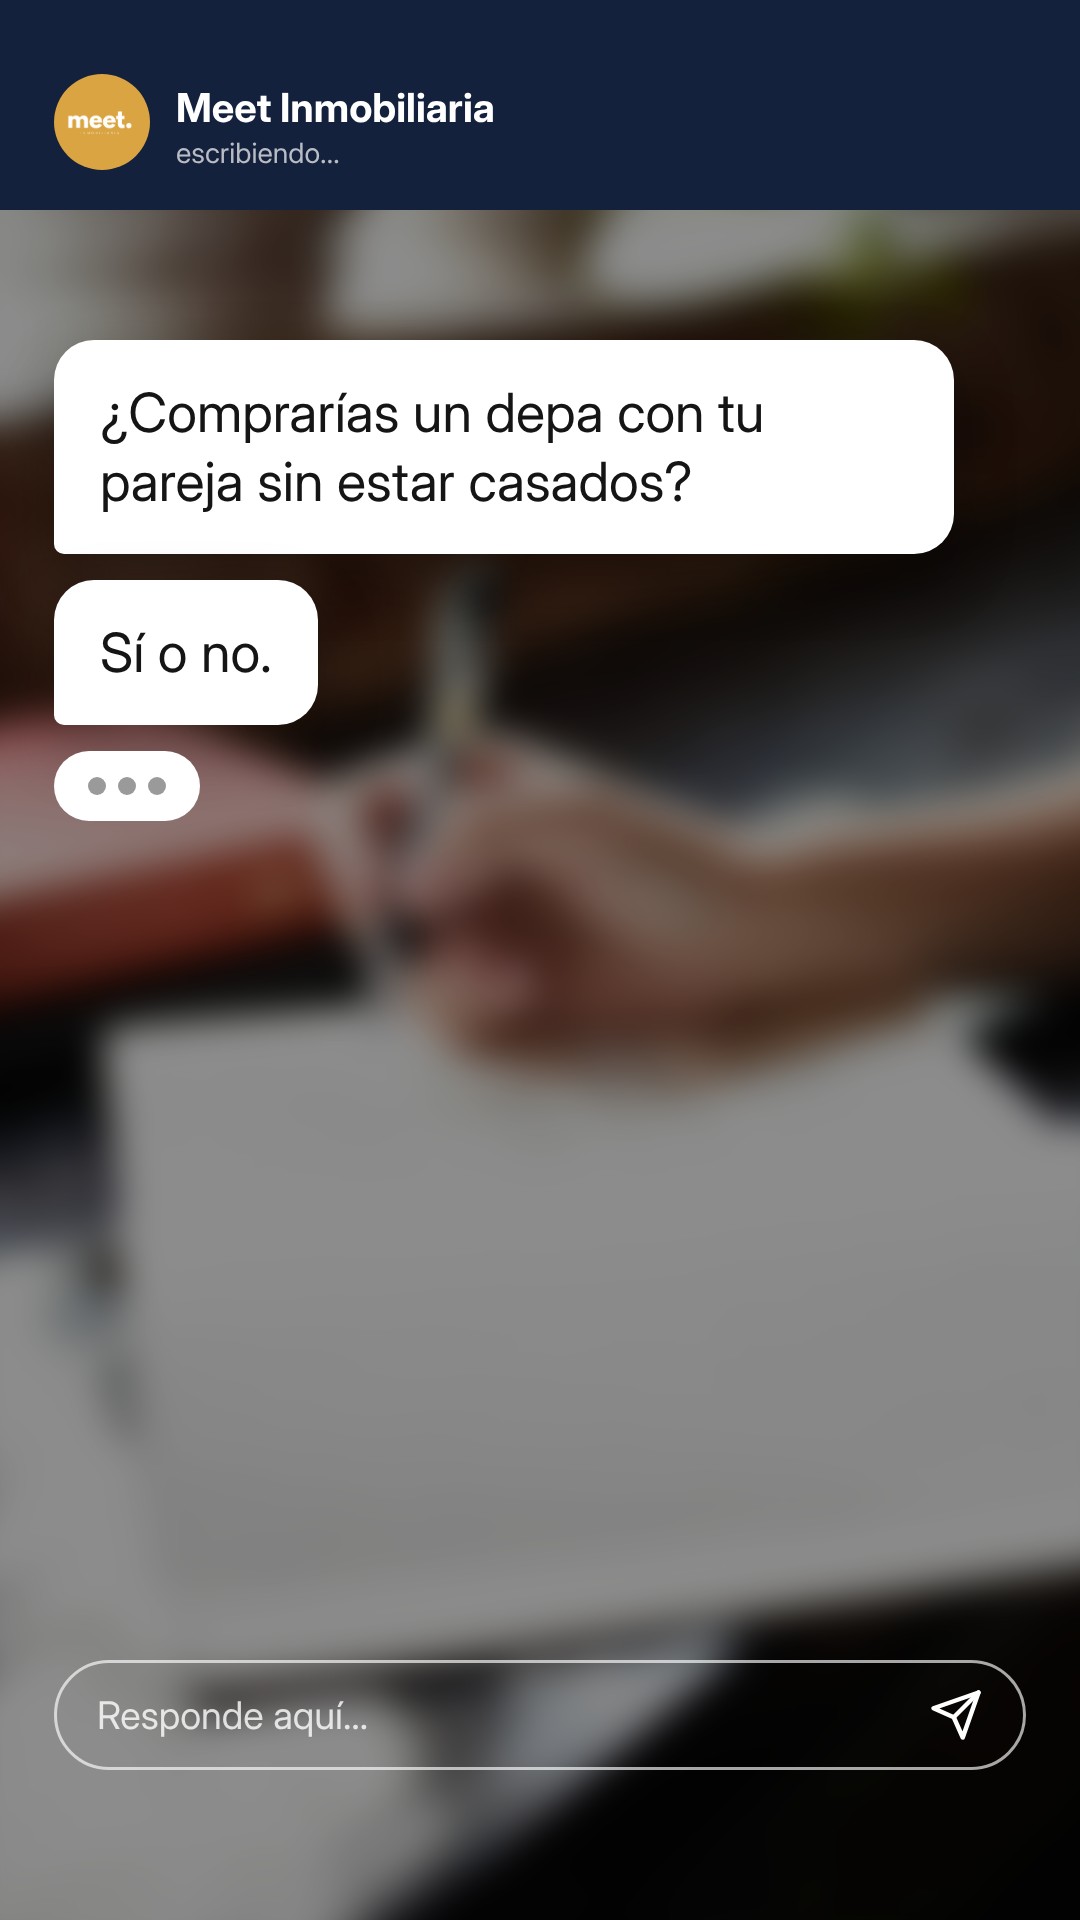 meet.
Meet Inmobiliaria
escribiendo...
¿Comprarías un depa con tu
pareja sin estar casados?
Sí o no.
Responde aquí...